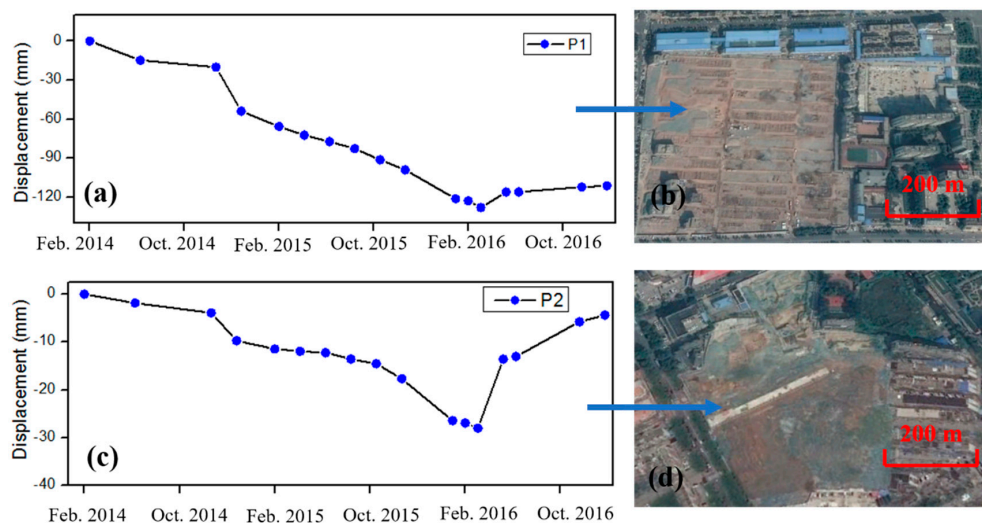 0
-30
-60
-90
-120
Displacement (mm)
P1
(a)
Feb. 2014 Oct. 2014 Feb. 2015 Oct. 2015 Feb. 2016 Oct. 2016
(b)
200 m
0
-10
-20
-30
-40
Displacement (mm)
P2
(c)
Feb. 2014 Oct. 2014 Feb. 2015 Oct. 2015 Feb. 2016 Oct. 2016
(d)
200 m